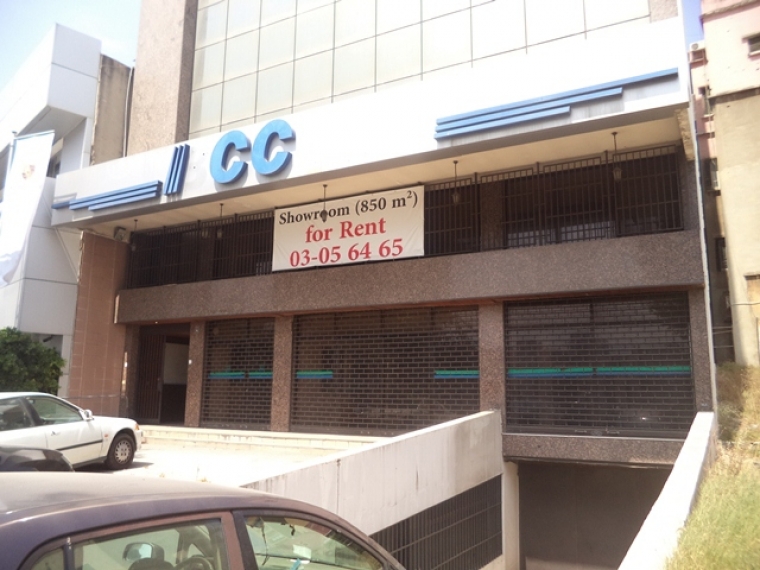 CC
Showroom (850 m²)
for Rent
03-05 64 65